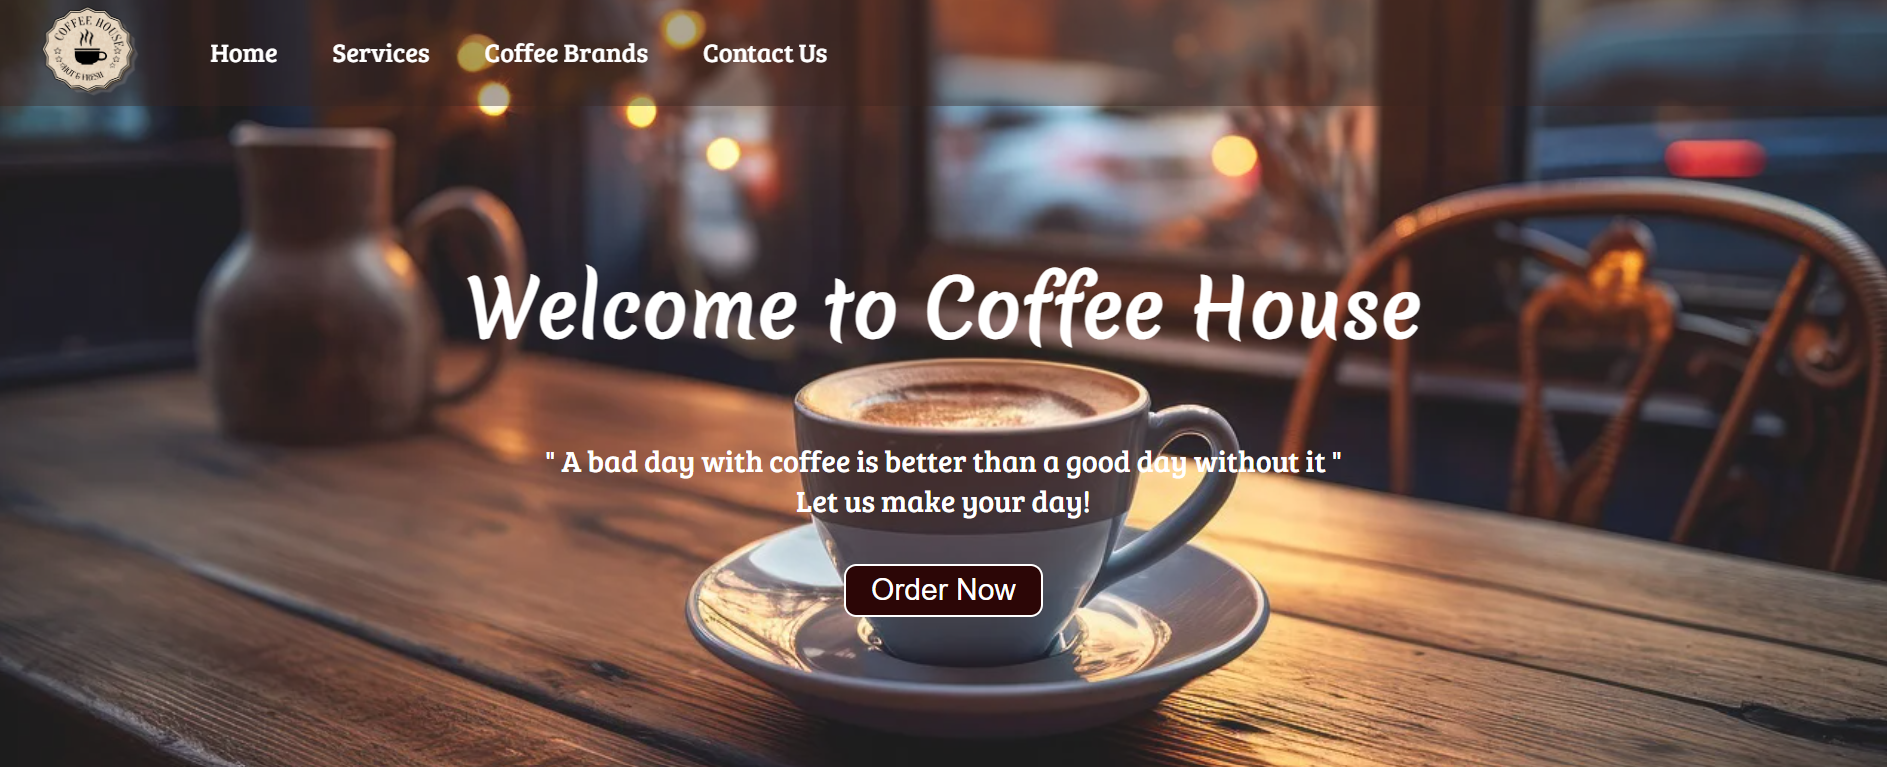 COFFEE HOUSE
HOT & FRESH
Home Services Coffee Brands Contact Us
Welcome to Coffee House
" A bad day with coffee is better than a good day without it "
Let us make your day!
Order Now